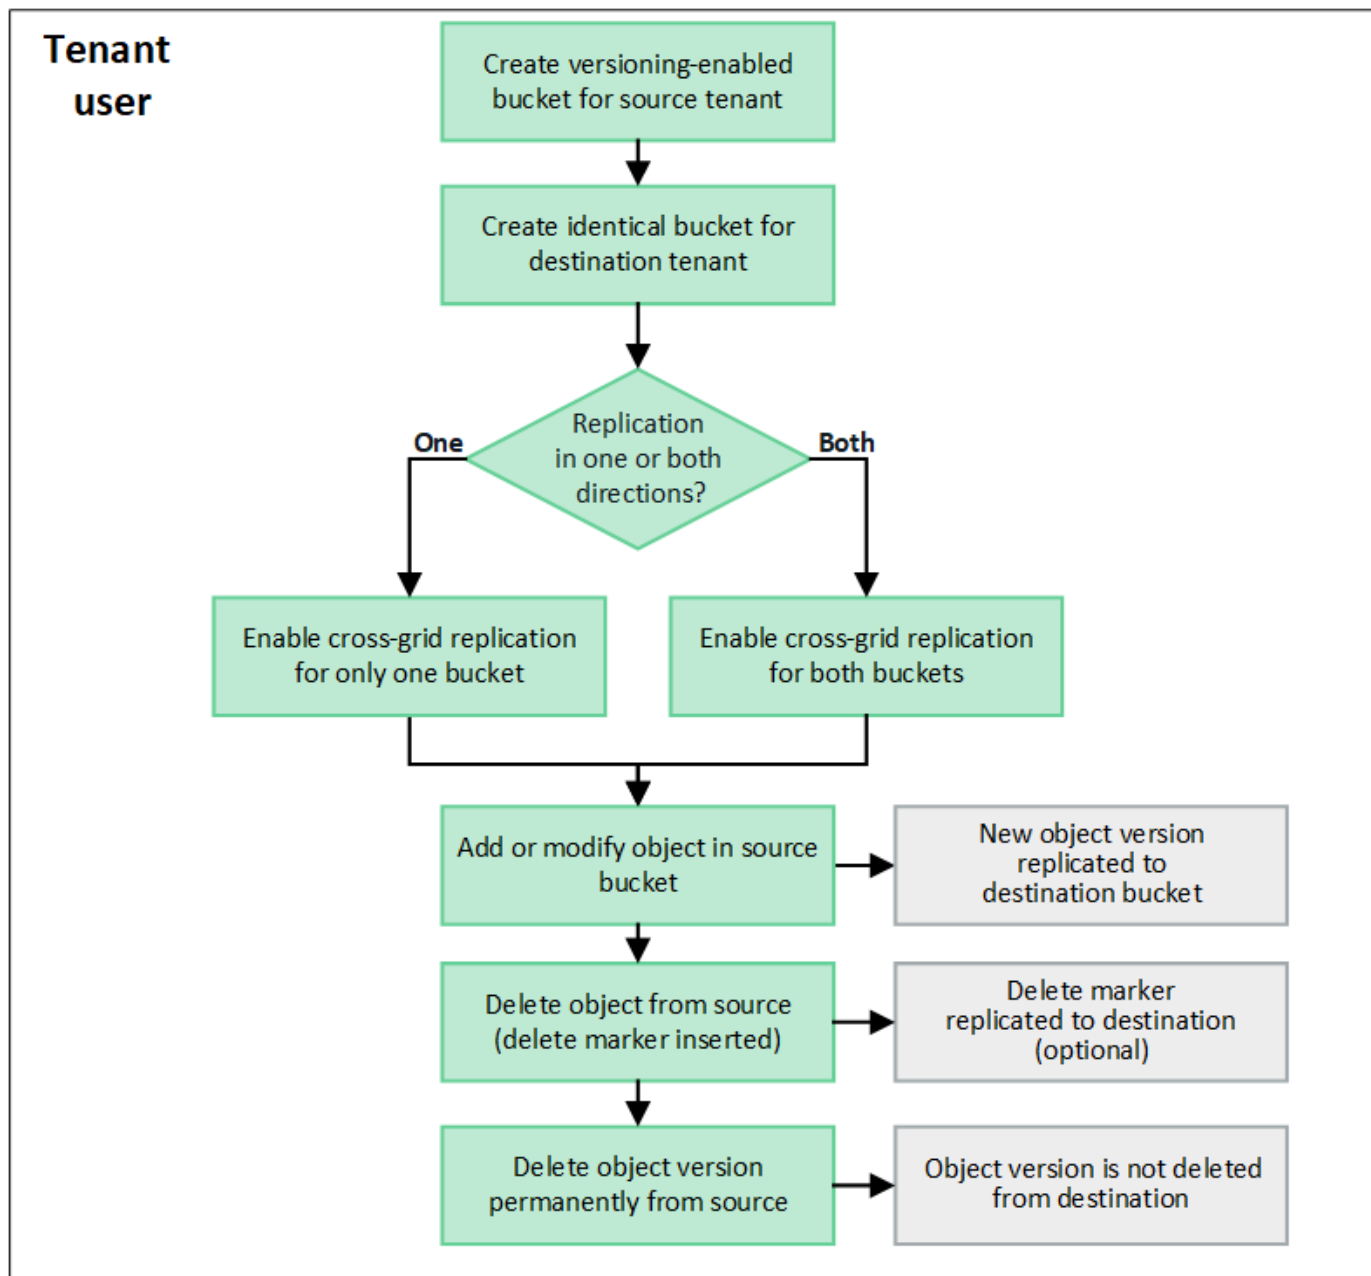 Tenant
user
Create versioning-enabled
bucket for source tenant
Create identical bucket for
destination tenant
Replication
in one or both
directions?
One
Both
Enable cross-grid replication
for only one bucket
Enable cross-grid replication
for both buckets
Add or modify object in source
bucket
New object version
replicated to
destination bucket
Delete object from source
(delete marker inserted)
Delete marker
replicated to destination
(optional)
Delete object version
permanently from source
Object version is not deleted
from destination